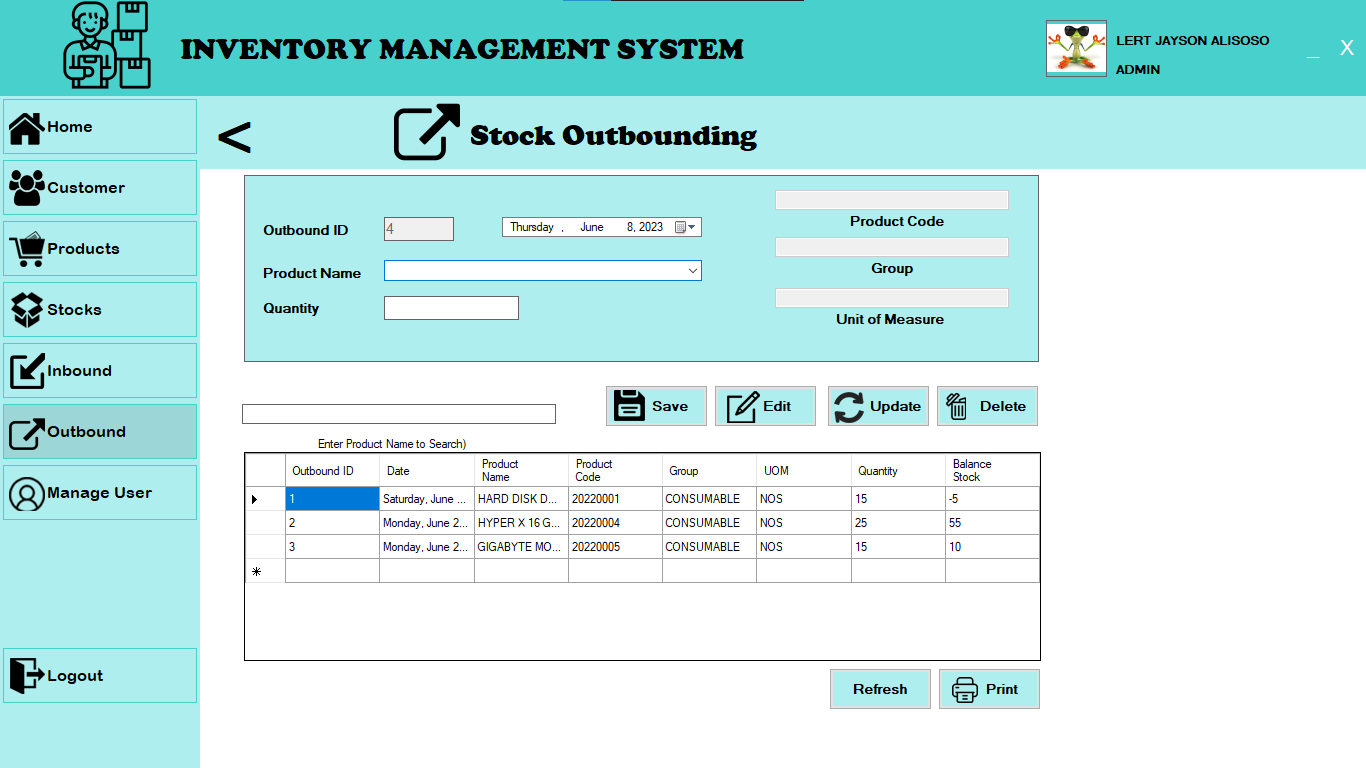 INVENTORY MANAGEMENT SYSTEM
LERT JAYSON ALISOSO
ADMIN
_ X
Home
Customer
Products
Stocks
Inbound
Outbound
Manage User
Logout
<
Stock Outbounding
Outbound ID 4 Thursday , June 8, 2023
Product Name
Quantity
Product Code
Group
Unit of Measure
Save Edit Update Delete
Enter Product Name to Search)
Outbound ID Date Product Name Product Code Group UOM Quantity Balance Stock
1 Saturday, June ... HARD DISK D... 20220001 CONSUMABLE NOS 15 -5
2 Monday, June 2... HYPER X 16 G... 20220004 CONSUMABLE NOS 25 55
3 Monday, June 2... GIGABYTE MO... 20220005 CONSUMABLE NOS 15 10
Refresh Print